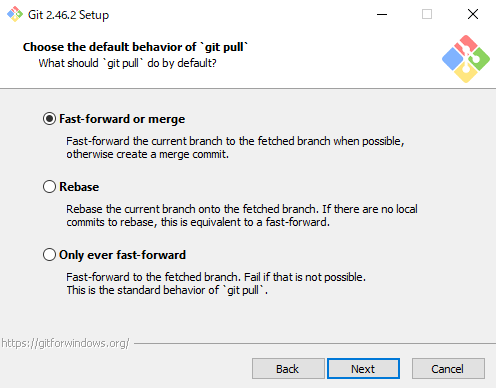 Git 2.46.2 Setup
Choose the default behavior of `git pull`
What should `git pull` do by default?
Fast-forward or merge
Fast-forward the current branch to the fetched branch when possible,
otherwise create a merge commit.
Rebase
Rebase the current branch onto the fetched branch. If there are no local
commits to rebase, this is equivalent to a fast-forward.
Only ever fast-forward
Fast-forward to the fetched branch. Fail if that is not possible.
This is the standard behavior of `git pull`.
https://gitforwindows.org/
Back
Next
Cancel